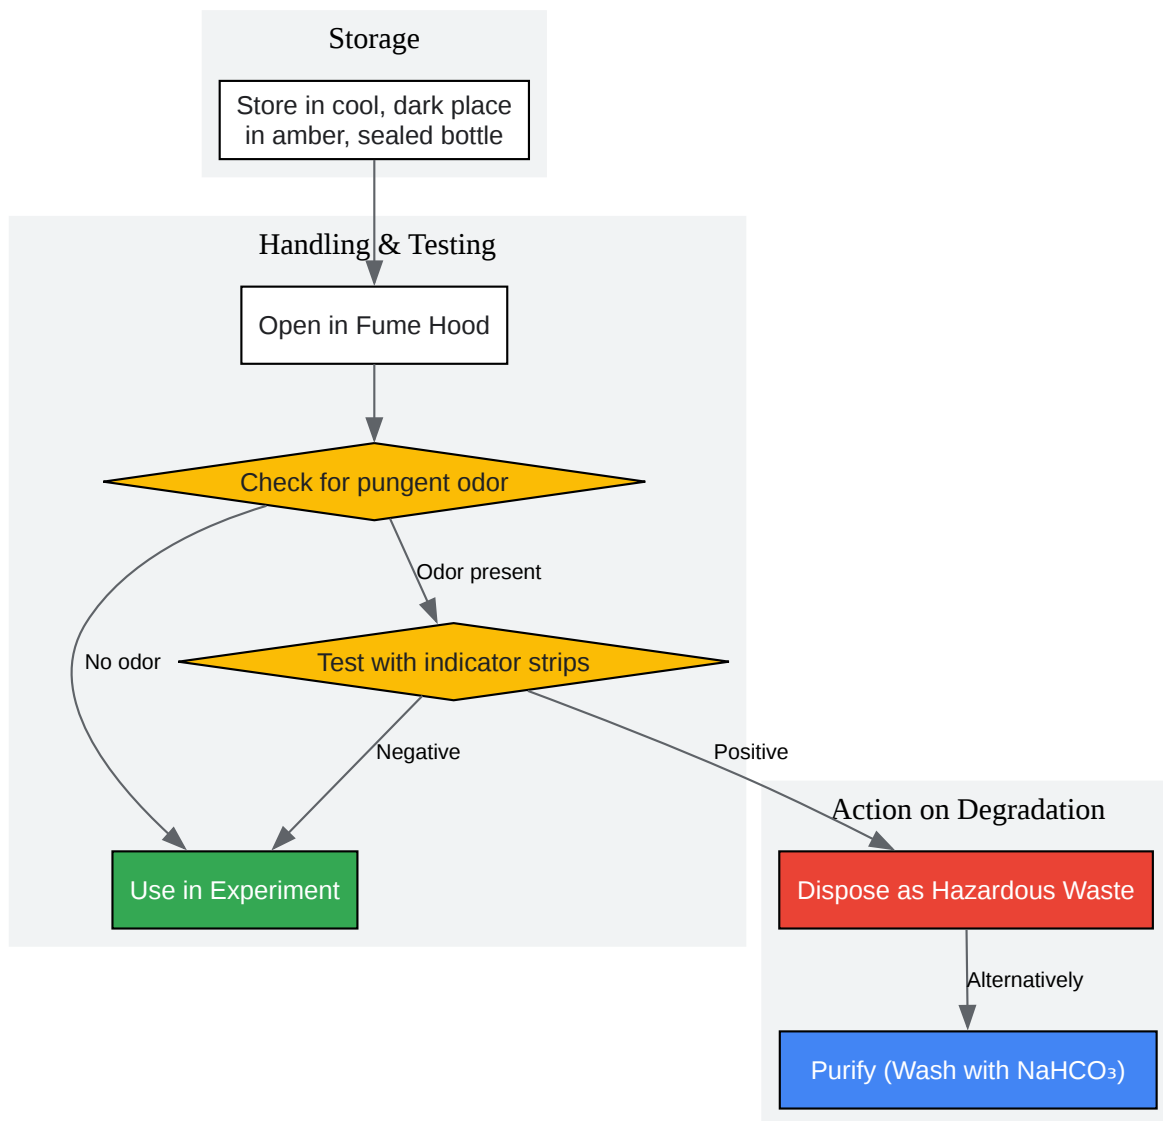 Storage
Store in cool, dark place
in amber, sealed bottle
Handling & Testing
Open in Fume Hood
Check for pungent odor
Odor present
No odor
Test with indicator strips
Negative
Positive
Action on Degradation
Use in Experiment
Dispose as Hazardous Waste
Alternatively
Purify (Wash with NaHCO₃)